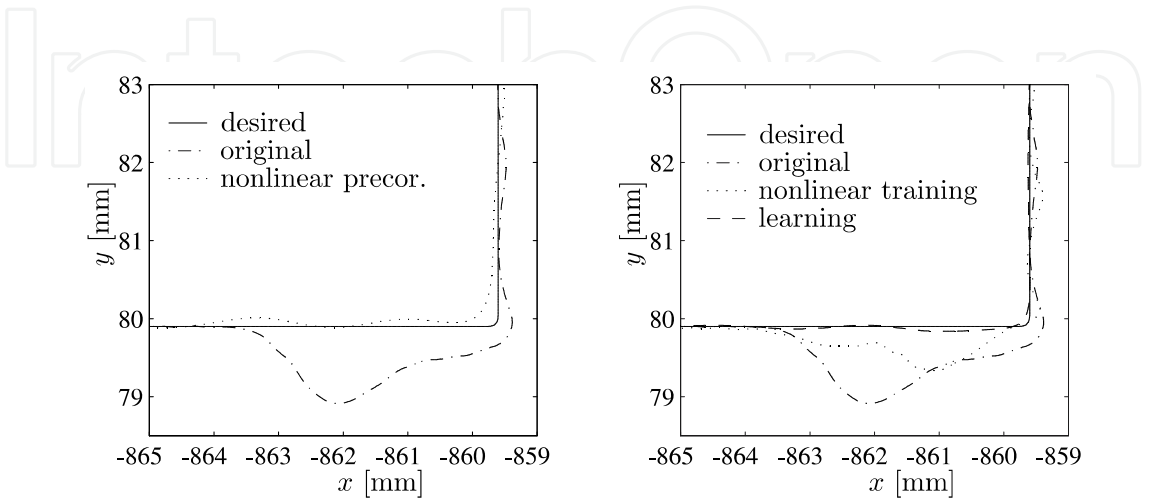 IntechOpen
83
82
81
80
79
y [mm]
-865 -864 -863 -862 -861 -860 -859
x [mm]
desired
original
nonlinear precor.
83
82
81
80
79
y [mm]
-865 -864 -863 -862 -861 -860 -859
x [mm]
desired
original
nonlinear training
learning